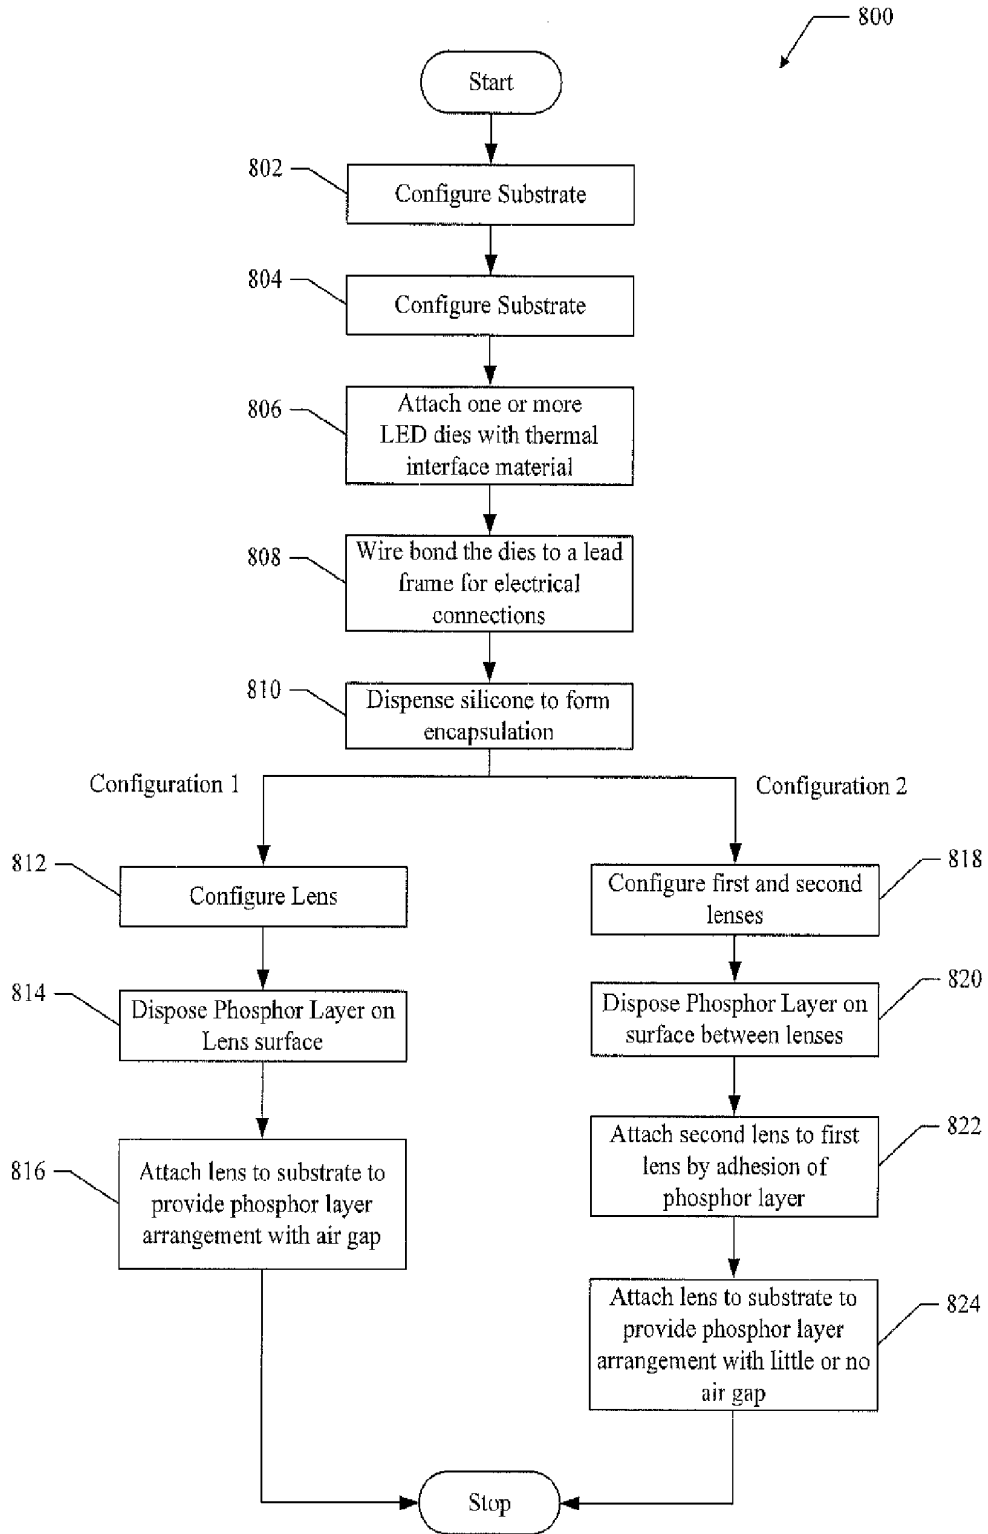 800
Start
802
Configure Substrate
804
Configure Substrate
806
Attach one or more
LED dies with thermal
interface material
808
Wire bond the dies to a lead
frame for electrical
connections
810
Dispense silicone to form
encapsulation
Configuration 1
Configuration 2
812
Configure Lens
814
Dispose Phosphor Layer on
Lens surface
816
Attach lens to substrate to
provide phosphor layer
arrangement with air gap
818
Configure first and second
lenses
820
Dispose Phosphor Layer on
surface between lenses
822
Attach second lens to first
lens by adhesion of
phosphor layer
824
Attach lens to substrate to
provide phosphor layer
arrangement with little or no
air gap
Stop